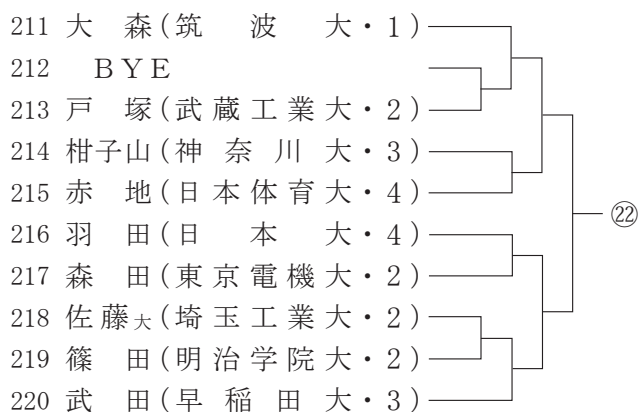 211 大森(筑波大・1)
212 BYE
213 戸塚(武蔵工業大・2)
214 柑子山(神奈川大・3)
215 赤地(日本体育大・4)
216 羽田(日本大・4)
217 森田(東京電機大・2)
218 佐藤大(埼玉工業大・2)
219 篠田(明治学院大・2)
220 武田(早稲田大・3)
㉒